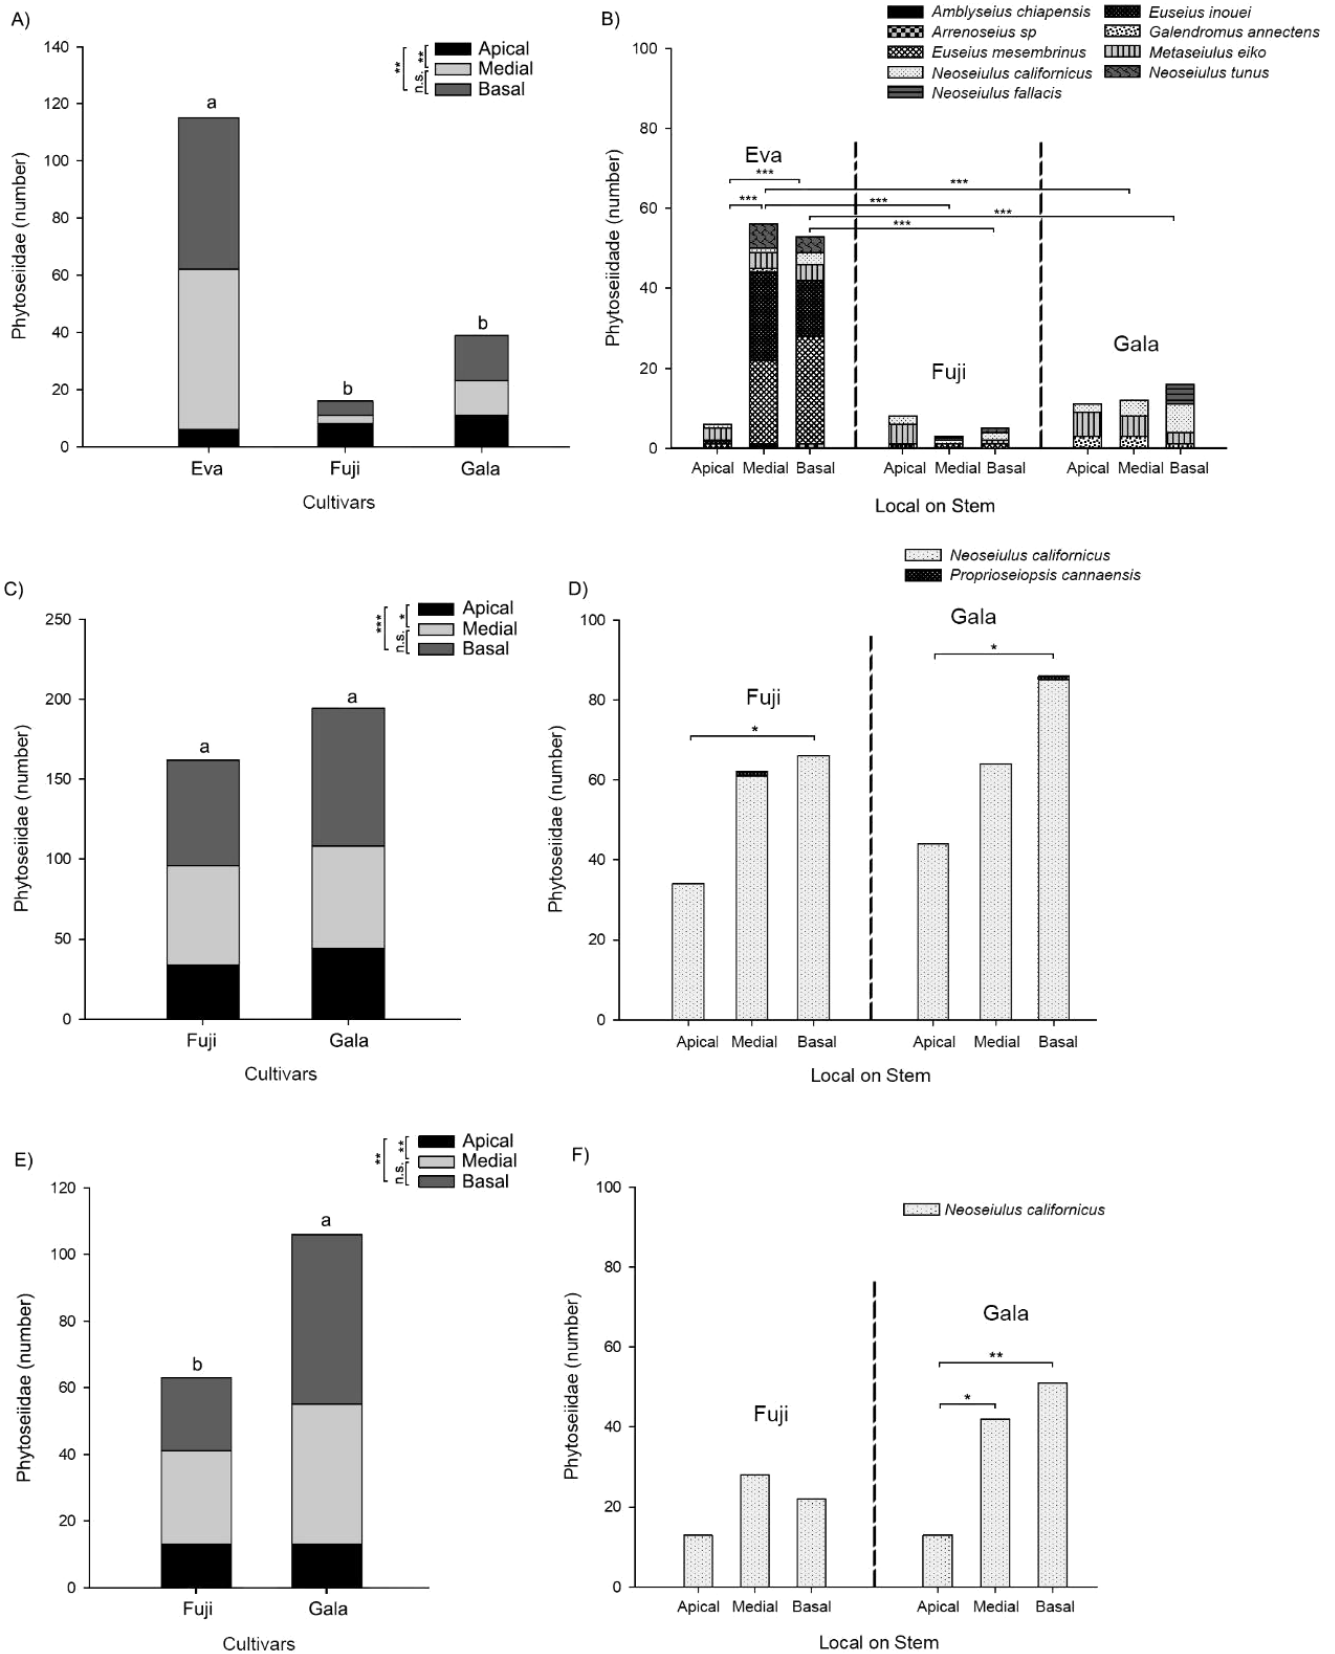 A)
140
120
100
80
60
40
20
0
Phytoseiidae (number)
** ** n.s.
Apical
Medial
Basal
a
b
b
Eva Fuji Gala
Cultivars
B)
Amblyseius chiapensis
Arrenoseius sp
Euseius mesembrinus
Neoseiulus californicus
Neoseiulus fallacis
Euseius inouei
Galendromus annectens
Metaseiulus eiko
Neoseiulus tunus
100
80
60
40
20
0
Phytoseiidade (number)
Eva
Fuji
Gala
***
***
***
***
***
***
Apical Medial Basal Apical Medial Basal Apical Medial Basal
Local on Stem
C)
250
200
150
100
50
0
Phytoseiidae (number)
*** * n.s.
Apical
Medial
Basal
a
a
Fuji Gala
Cultivars
D)
Neoseiulus californicus
Proprioseiopsis cannaensis
100
80
60
40
20
0
Phytoseiidae (number)
Fuji
*
Gala
*
Apical Medial Basal Apical Medial Basal
Local on Stem
E)
120
100
80
60
40
20
0
Phytoseiidae (number)
** ** n.s.
Apical
Medial
Basal
b
a
Fuji Gala
Cultivars
F)
Neoseiulus californicus
100
80
60
40
20
0
Phytoseiidae (number)
Fuji
Gala
**
*
Apical Medial Basal Apical Medial Basal
Local on Stem